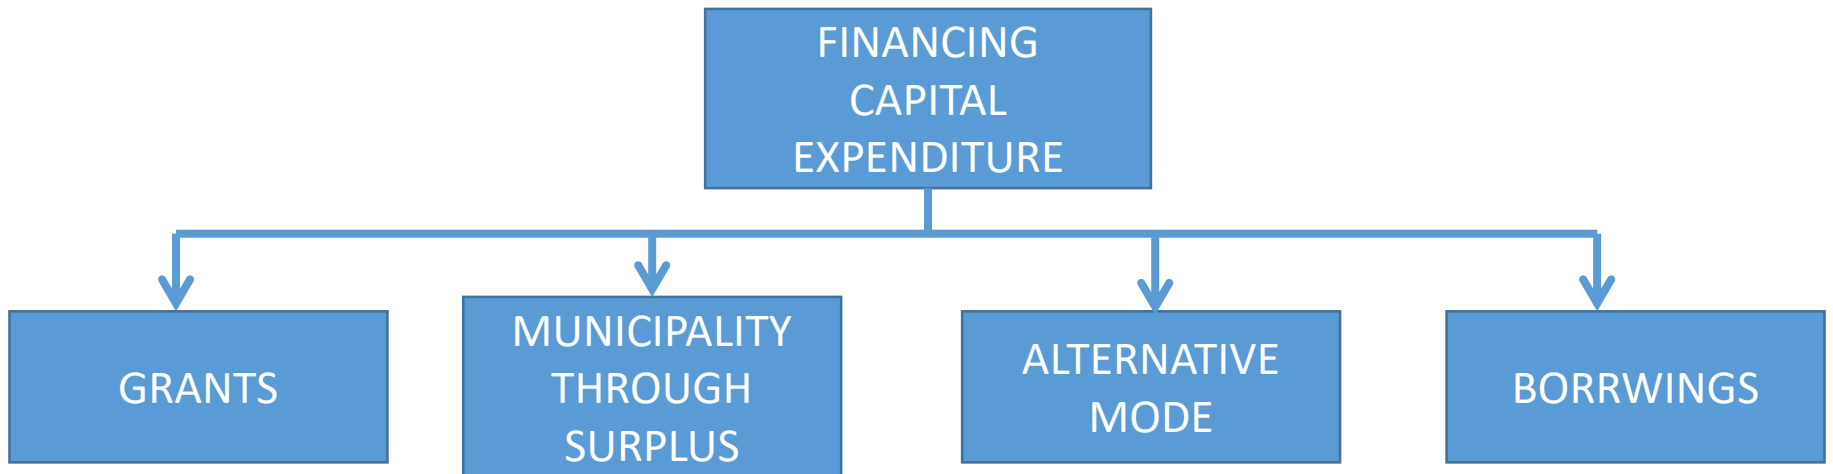 FINANCING
CAPITAL
EXPENDITURE
GRANTS
MUNICIPALITY
THROUGH
SURPLUS
ALTERNATIVE
MODE
BORRWINGS